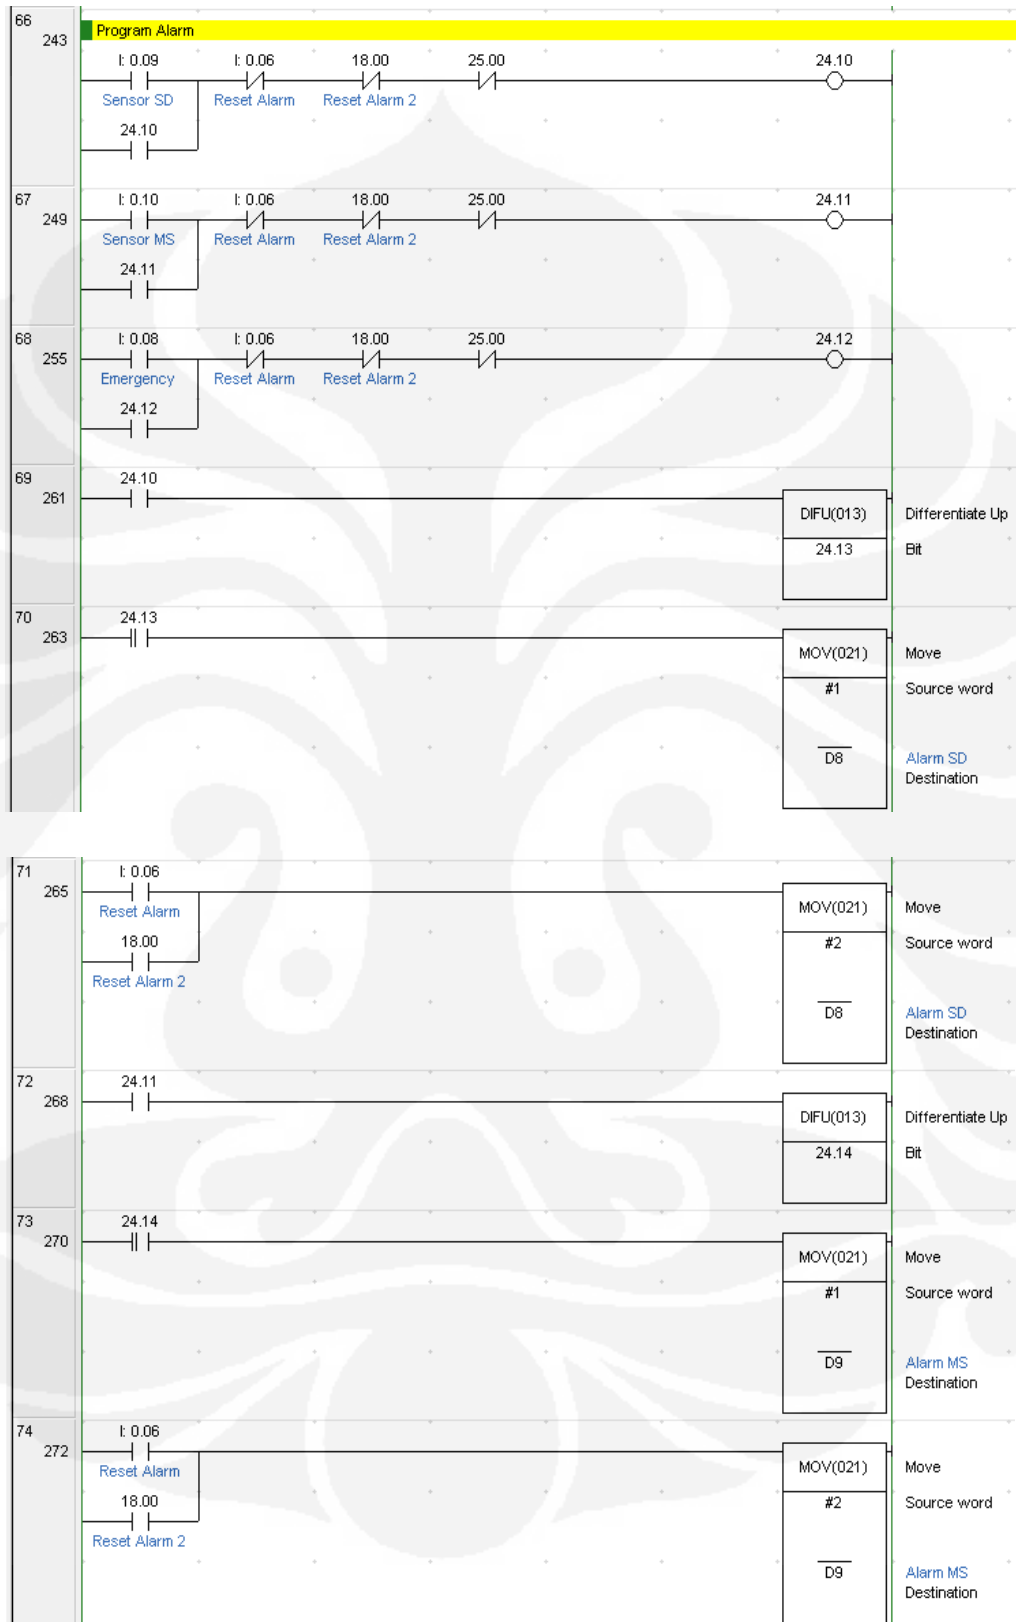 66
243
Program Alarm
I: 0.09 I: 0.06 18.00 25.00 24.10
Sensor SD Reset Alarm Reset Alarm 2
24.10
67
249
I: 0.10 I: 0.06 18.00 25.00 24.11
Sensor MS Reset Alarm Reset Alarm 2
24.11
68
255
I: 0.08 I: 0.06 18.00 25.00 24.12
Emergency Reset Alarm Reset Alarm 2
24.12
69
261
24.10
DIFU(013) Differentiate Up
24.13 Bit
70
263
24.13
MOV(021) Move
#1 Source word
D8 Alarm SD
Destination
71
265
I: 0.06
Reset Alarm
MOV(021) Move
18.00
#2 Source word
Reset Alarm 2
D8 Alarm SD
Destination
72
268
24.11
DIFU(013) Differentiate Up
24.14 Bit
73
270
24.14
MOV(021) Move
#1 Source word
D9 Alarm MS
Destination
74
272
I: 0.06
Reset Alarm
MOV(021) Move
18.00
#2 Source word
Reset Alarm 2
D9 Alarm MS
Destination